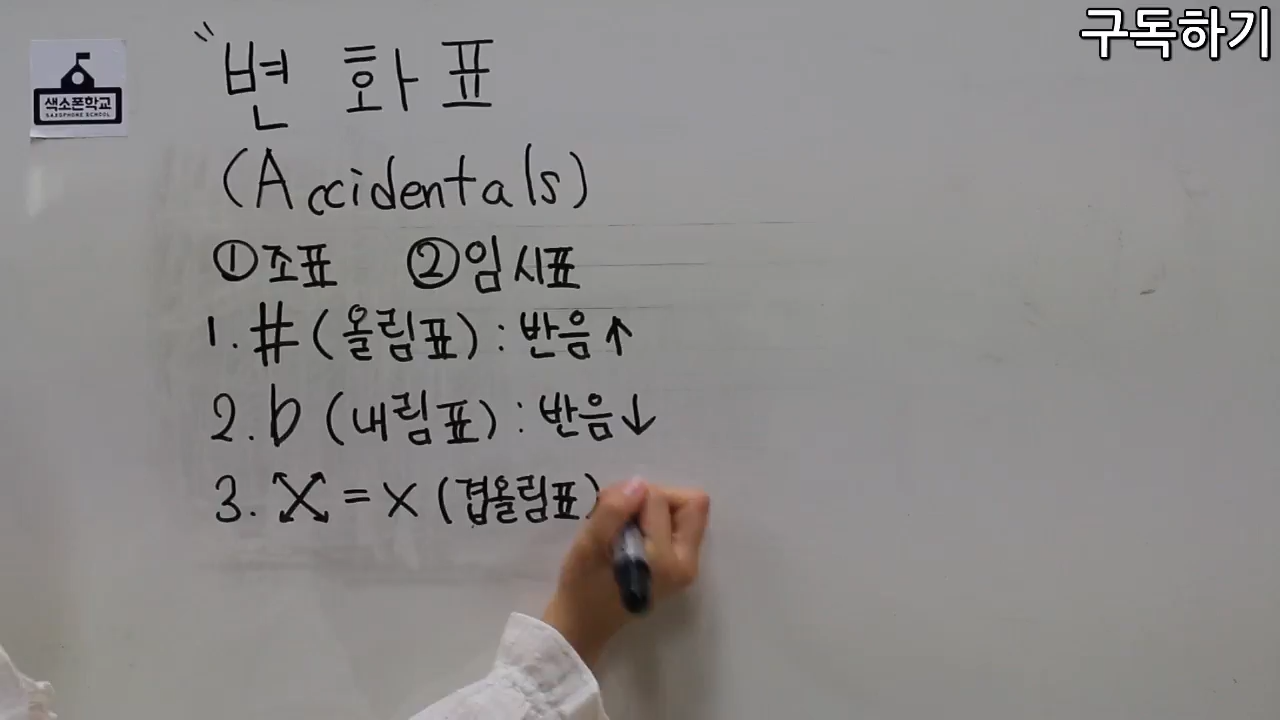 구독하기
색소폰학교
SAXOPHONE SCHOOL
" 변화표
(Accidentals)
①조표 ②임시표
1. # (올림표) : 반음↑
2. b (내림표) : 반음↓
3. 𝄪 = x (겹올림표)